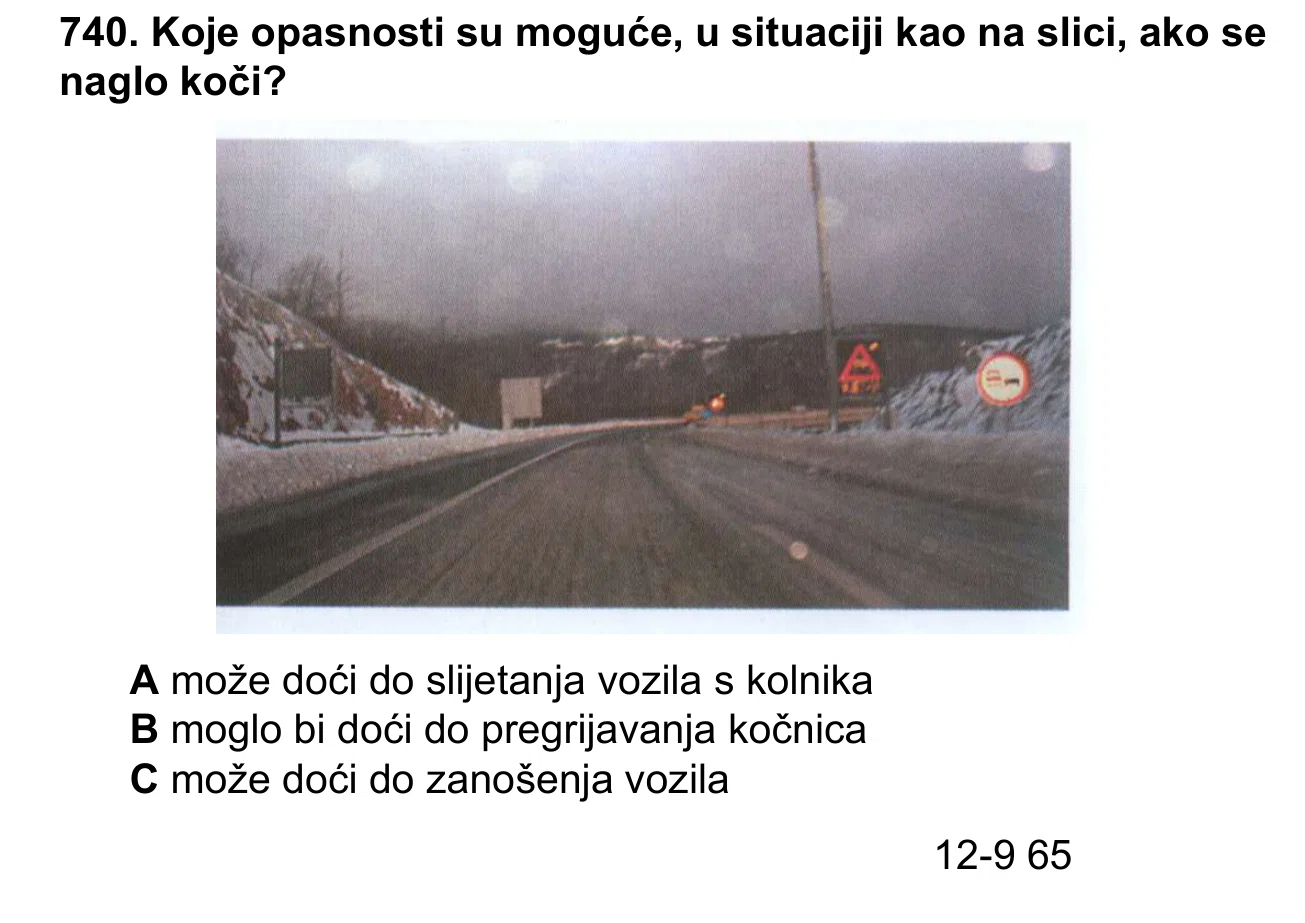 740. Koje opasnosti su moguće, u situaciji kao na slici, ako se
naglo koči?
A može doći do slijetanja vozila s kolnika
B moglo bi doći do pregrijavanja kočnica
C može doći do zanošenja vozila
12-9 65